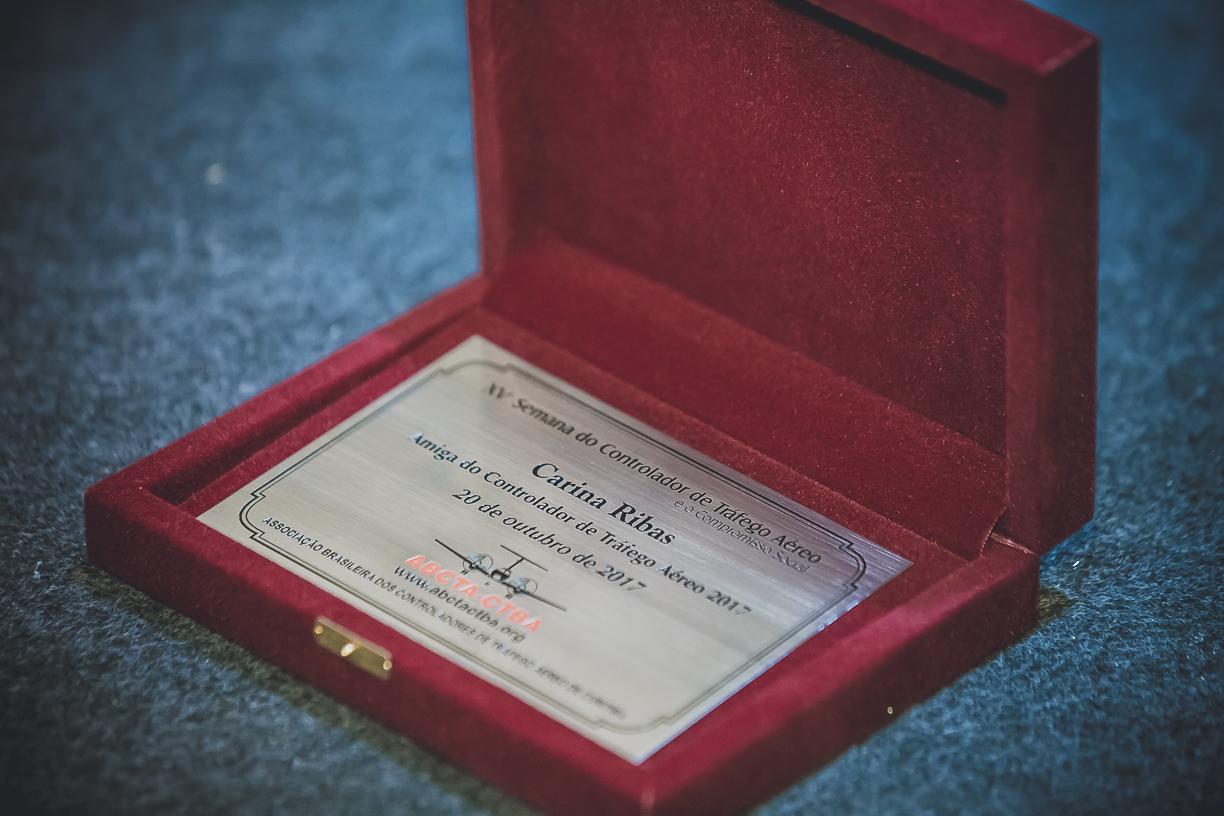 XV Semana do Controlador de Tráfego Aéreo
e o Compromisso Social
Carina Ribas
Amiga do Controlador de Tráfego Aéreo 2017
20 de outubro de 2017
ABCTA-CTBA
www.abctactba.org
ASSOCIAÇÃO BRASILEIRA DOS CONTROLADORES DE TRÁFEGO AÉREO DE CURITIBA